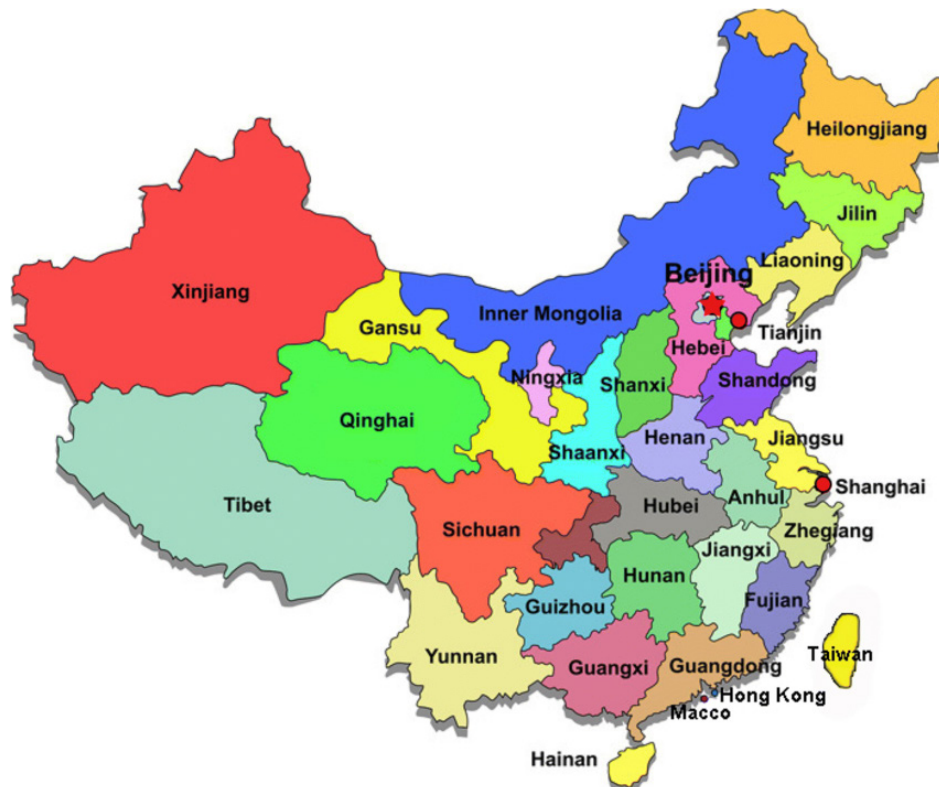 Heilongjiang
Jilin
Liaoning
Beijing
Xinjiang
Inner Mongolia
Gansu
Tianjin
Hebei
Ningxia
Shanxi
Shandong
Qinghai
Henan
Jiangsu
Shaanxi
Shanghai
Tibet
Hubei
Anhul
Sichuan
Zhegiang
Jiangxi
Hunan
Guizhou
Fujian
Yunnan
Guangxi
Guangdong
Taiwan
Hong Kong
Macco
Hainan